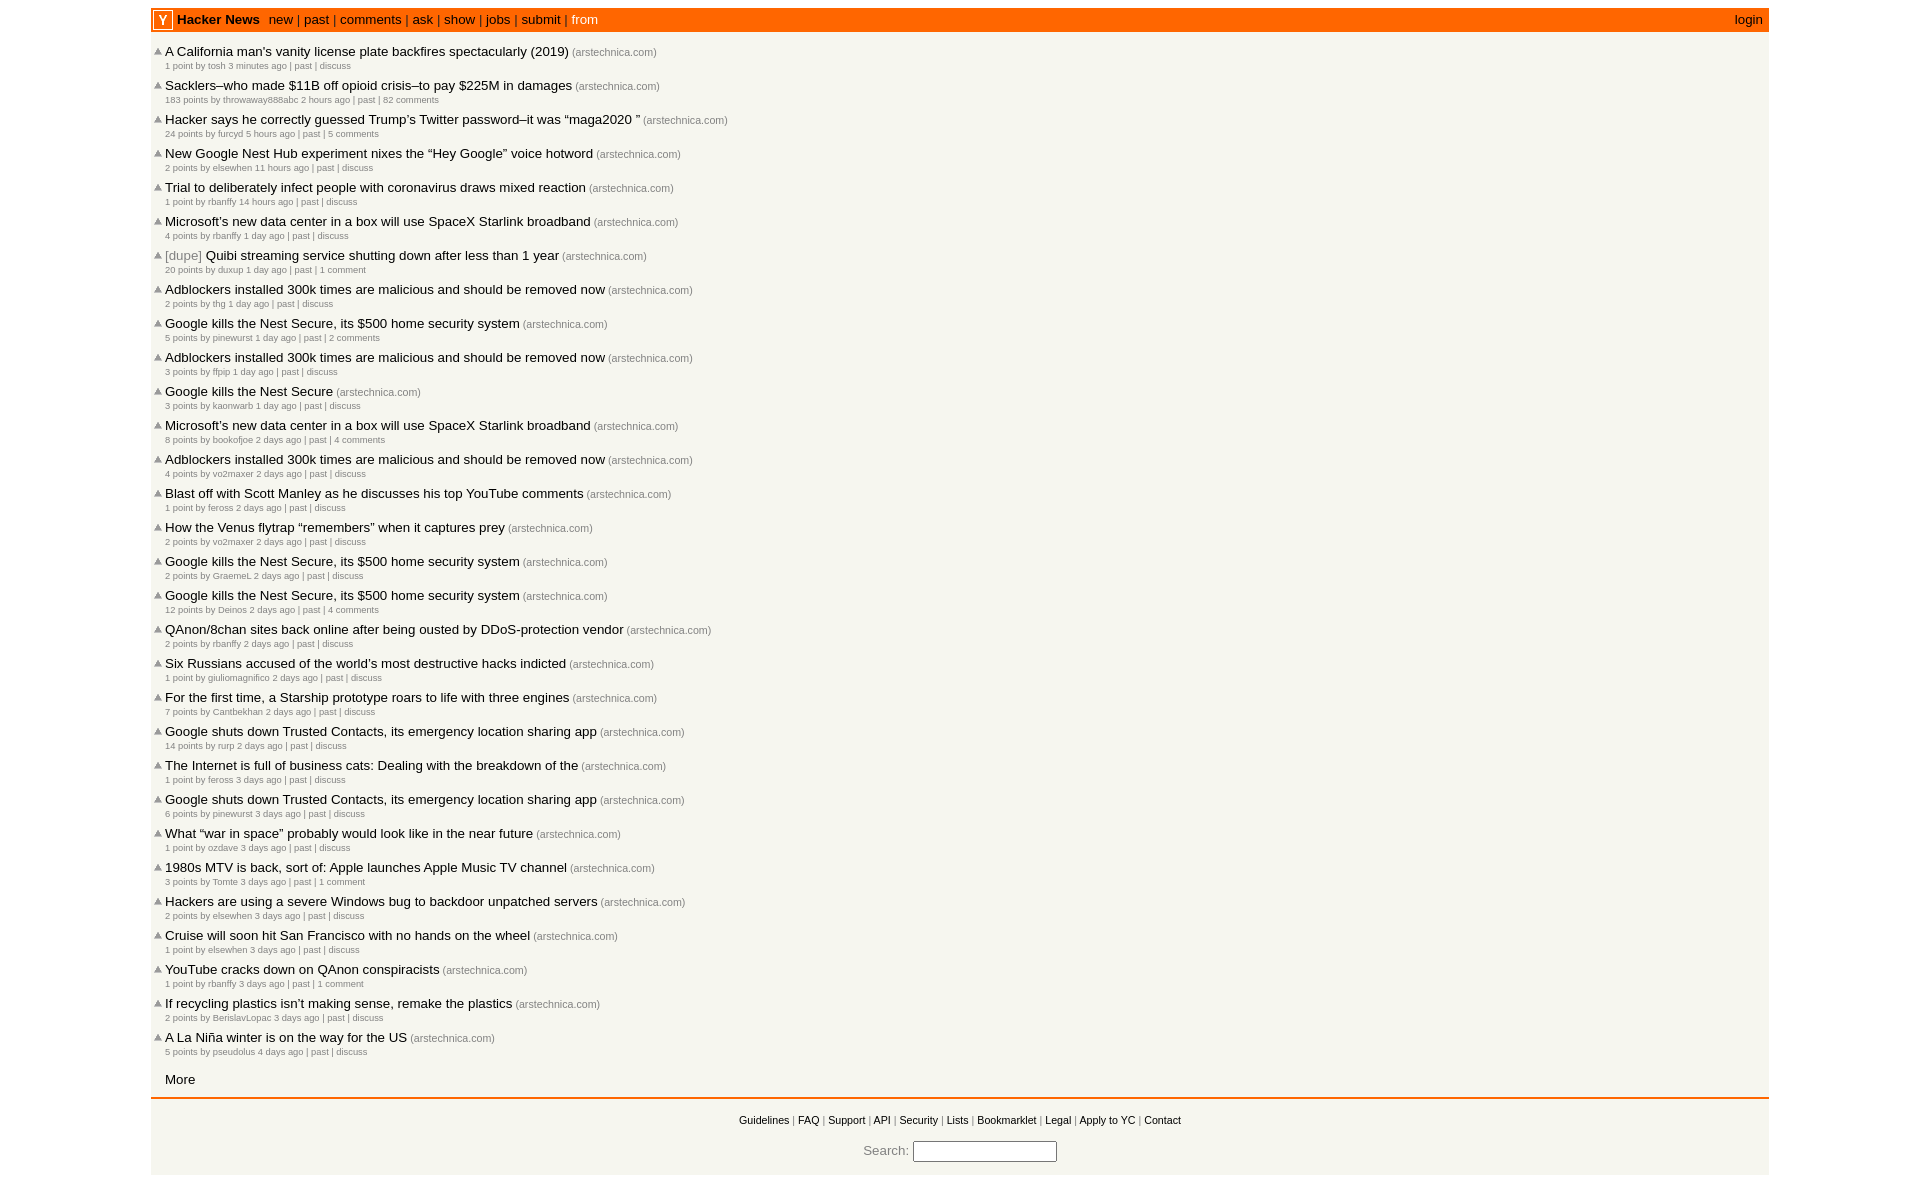 Y Hacker News new | past | comments | ask | show | jobs | submit | from login
A California man's vanity license plate backfires spectacularly (2019) (arstechnica.com)
1 point by tosh 3 minutes ago | past | discuss
Sacklers–who made $11B off opioid crisis–to pay $225M in damages (arstechnica.com)
183 points by throwaway888abc 2 hours ago | past | 82 comments
Hacker says he correctly guessed Trump’s Twitter password–it was “maga2020 ” (arstechnica.com)
24 points by furcyd 5 hours ago | past | 5 comments
New Google Nest Hub experiment nixes the “Hey Google” voice hotword (arstechnica.com)
2 points by elsewhen 11 hours ago | past | discuss
Trial to deliberately infect people with coronavirus draws mixed reaction (arstechnica.com)
1 point by rbanffy 14 hours ago | past | discuss
Microsoft’s new data center in a box will use SpaceX Starlink broadband (arstechnica.com)
4 points by rbanffy 1 day ago | past | discuss
[dupe] Quibi streaming service shutting down after less than 1 year (arstechnica.com)
20 points by duxup 1 day ago | past | 1 comment
Adblockers installed 300k times are malicious and should be removed now (arstechnica.com)
2 points by thg 1 day ago | past | discuss
Google kills the Nest Secure, its $500 home security system (arstechnica.com)
5 points by pinewurst 1 day ago | past | 2 comments
Adblockers installed 300k times are malicious and should be removed now (arstechnica.com)
3 points by ffpip 1 day ago | past | discuss
Google kills the Nest Secure (arstechnica.com)
3 points by kaonwarb 1 day ago | past | discuss
Microsoft’s new data center in a box will use SpaceX Starlink broadband (arstechnica.com)
8 points by bookofjoe 2 days ago | past | 4 comments
Adblockers installed 300k times are malicious and should be removed now (arstechnica.com)
4 points by vo2maxer 2 days ago | past | discuss
Blast off with Scott Manley as he discusses his top YouTube comments (arstechnica.com)
1 point by feross 2 days ago | past | discuss
How the Venus flytrap “remembers” when it captures prey (arstechnica.com)
2 points by vo2maxer 2 days ago | past | discuss
Google kills the Nest Secure, its $500 home security system (arstechnica.com)
2 points by GraemeL 2 days ago | past | discuss
Google kills the Nest Secure, its $500 home security system (arstechnica.com)
12 points by Deinos 2 days ago | past | 4 comments
QAnon/8chan sites back online after being ousted by DDoS-protection vendor (arstechnica.com)
2 points by rbanffy 2 days ago | past | discuss
Six Russians accused of the world’s most destructive hacks indicted (arstechnica.com)
1 point by giuliomagnifico 2 days ago | past | discuss
For the first time, a Starship prototype roars to life with three engines (arstechnica.com)
7 points by Cantbekhan 2 days ago | past | discuss
Google shuts down Trusted Contacts, its emergency location sharing app (arstechnica.com)
14 points by rurp 2 days ago | past | discuss
The Internet is full of business cats: Dealing with the breakdown of the (arstechnica.com)
1 point by feross 3 days ago | past | discuss
Google shuts down Trusted Contacts, its emergency location sharing app (arstechnica.com)
6 points by pinewurst 3 days ago | past | discuss
What “war in space” probably would look like in the near future (arstechnica.com)
1 point by ozdave 3 days ago | past | discuss
1980s MTV is back, sort of: Apple launches Apple Music TV channel (arstechnica.com)
3 points by Tomte 3 days ago | past | 1 comment
Hackers are using a severe Windows bug to backdoor unpatched servers (arstechnica.com)
2 points by elsewhen 3 days ago | past | discuss
Cruise will soon hit San Francisco with no hands on the wheel (arstechnica.com)
1 point by elsewhen 3 days ago | past | discuss
YouTube cracks down on QAnon conspiracists (arstechnica.com)
1 point by rbanffy 3 days ago | past | 1 comment
If recycling plastics isn’t making sense, remake the plastics (arstechnica.com)
2 points by BerislavLopac 3 days ago | past | discuss
A La Niña winter is on the way for the US (arstechnica.com)
5 points by pseudolus 4 days ago | past | discuss
More
Guidelines | FAQ | Support | API | Security | Lists | Bookmarklet | Legal | Apply to YC | Contact
Search: